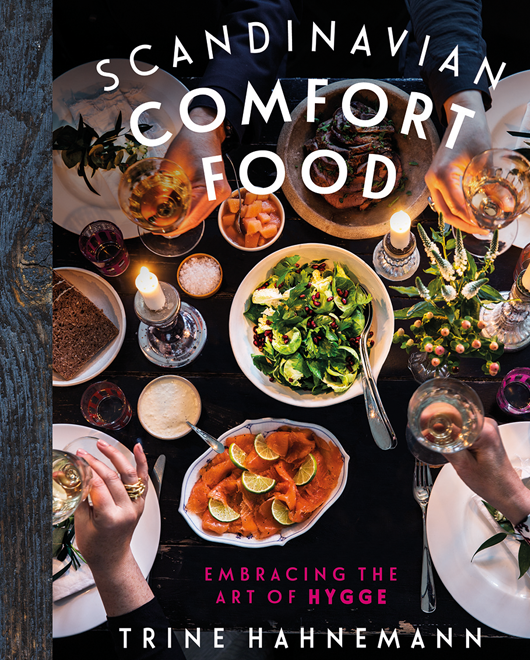 SCANDINAVIAN
COMFORT
FOOD
EMBRACING THE
ART OF HYGGE
TRINE HAHNEMANN